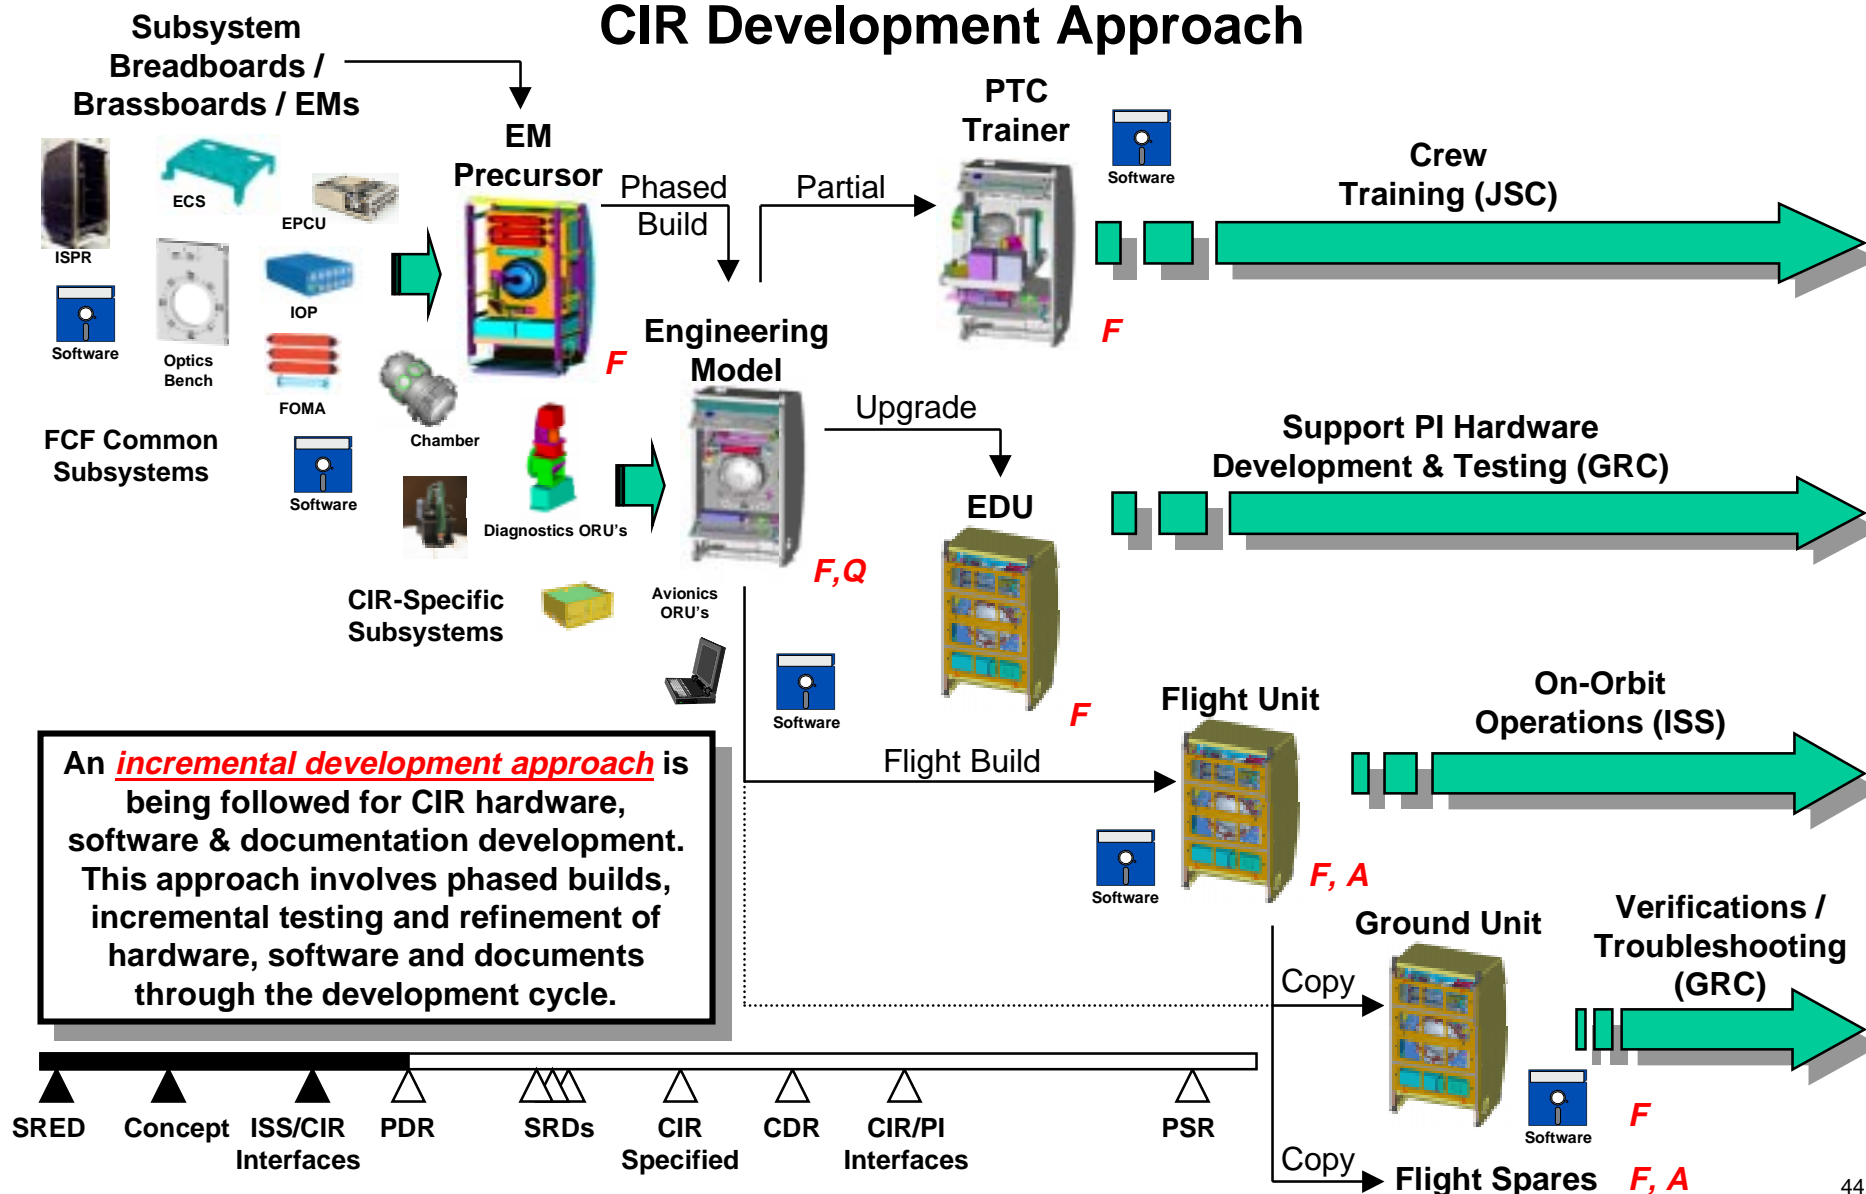 CIR Development Approach
Subsystem
Breadboards /
Brassboards / EMs
EM
Precursor
Phased
Build
Partial
PTC
Trainer
Software
Crew
Training (JSC)
ISPR
ECS
EPCU
Software
Optics
Bench
IOP
FOMA
F
Engineering
Model
F
FCF Common
Subsystems
Software
Chamber
Diagnostics ORU's
Upgrade
Support PI Hardware
Development & Testing (GRC)
EDU
F,Q
CIR-Specific
Subsystems
Avionics
ORU's
Software
F
Flight Unit
On-Orbit
Operations (ISS)
Flight Build
Software
F, A
An incremental development approach is
being followed for CIR hardware,
software & documentation development.
This approach involves phased builds,
incremental testing and refinement of
hardware, software and documents
through the development cycle.
Ground Unit
Verifications /
Troubleshooting
(GRC)
Copy
Software
F
Copy
Flight Spares F, A
SRED
Concept
ISS/CIR
Interfaces
PDR
SRDs
CIR
Specified
CDR
CIR/PI
Interfaces
PSR
44